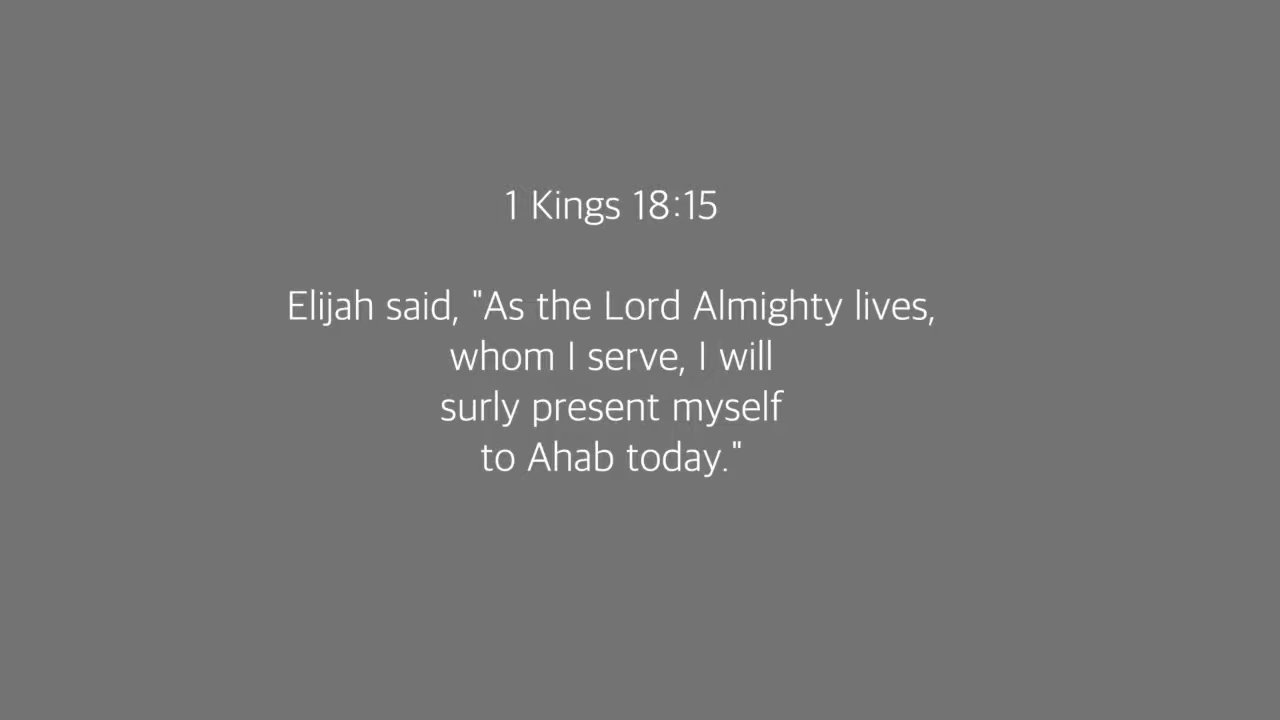 1 Kings 18:15
Elijah said, "As the Lord Almighty lives,
whom I serve, I will
surly present myself
to Ahab today."